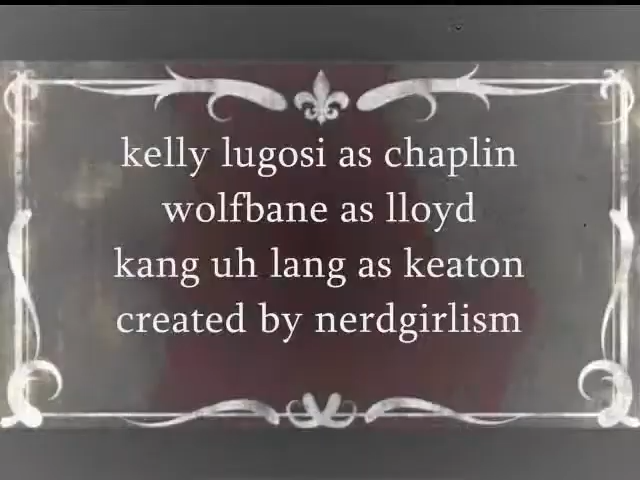 kelly lugosi as chaplin
wolfbane as lloyd
kang uh lang as keaton
created by nerdgirlism